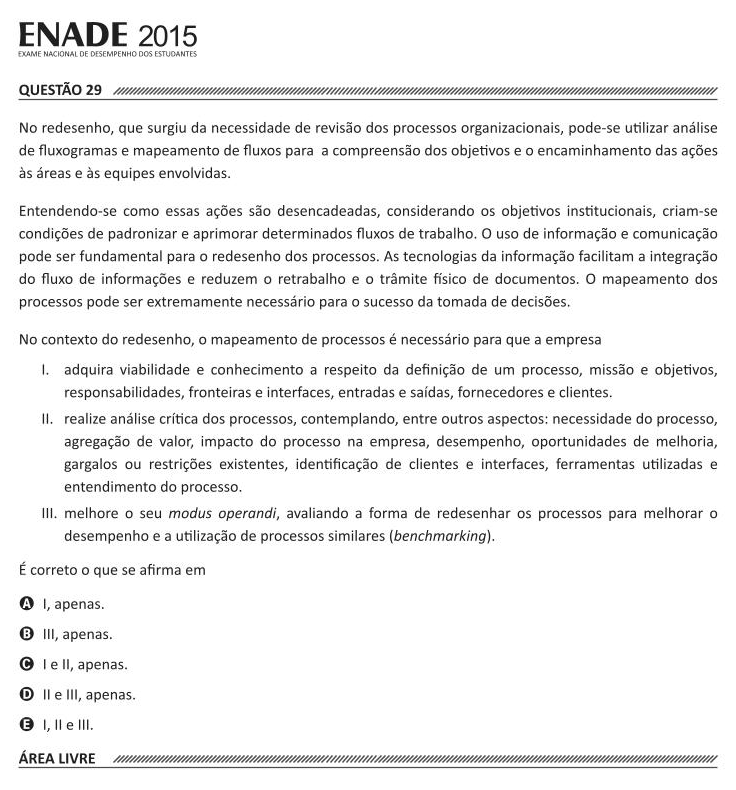 ENADE 2015
EXAME NACIONAL DE DESEMPENHO DOS ESTUDANTES
QUESTÃO 29
No redesenho, que surgiu da necessidade de revisão dos processos organizacionais, pode-se utilizar análise
de fluxogramas e mapeamento de fluxos para a compreensão dos objetivos e o encaminhamento das ações
às áreas e às equipes envolvidas.
Entendendo-se como essas ações são desencadeadas, considerando os objetivos institucionais, criam-se
condições de padronizar e aprimorar determinados fluxos de trabalho. O uso de informação e comunicação
pode ser fundamental para o redesenho dos processos. As tecnologias da informação facilitam a integração
do fluxo de informações e reduzem o retrabalho e o trâmite físico de documentos. O mapeamento dos
processos pode ser extremamente necessário para o sucesso da tomada de decisões.
No contexto do redesenho, o mapeamento de processos é necessário para que a empresa
I. adquira viabilidade e conhecimento a respeito da definição de um processo, missão e objetivos,
responsabilidades, fronteiras e interfaces, entradas e saídas, fornecedores e clientes.
II. realize análise crítica dos processos, contemplando, entre outros aspectos: necessidade do processo,
agregação de valor, impacto do processo na empresa, desempenho, oportunidades de melhoria,
gargalos ou restrições existentes, identificação de clientes e interfaces, ferramentas utilizadas e
entendimento do processo.
III. melhore o seu modus operandi, avaliando a forma de redesenhar os processos para melhorar o
desempenho e a utilização de processos similares (benchmarking).
É correto o que se afirma em
A I, apenas.
B III, apenas.
C I e II, apenas.
D II e III, apenas.
E I, II e III.
ÁREA LIVRE